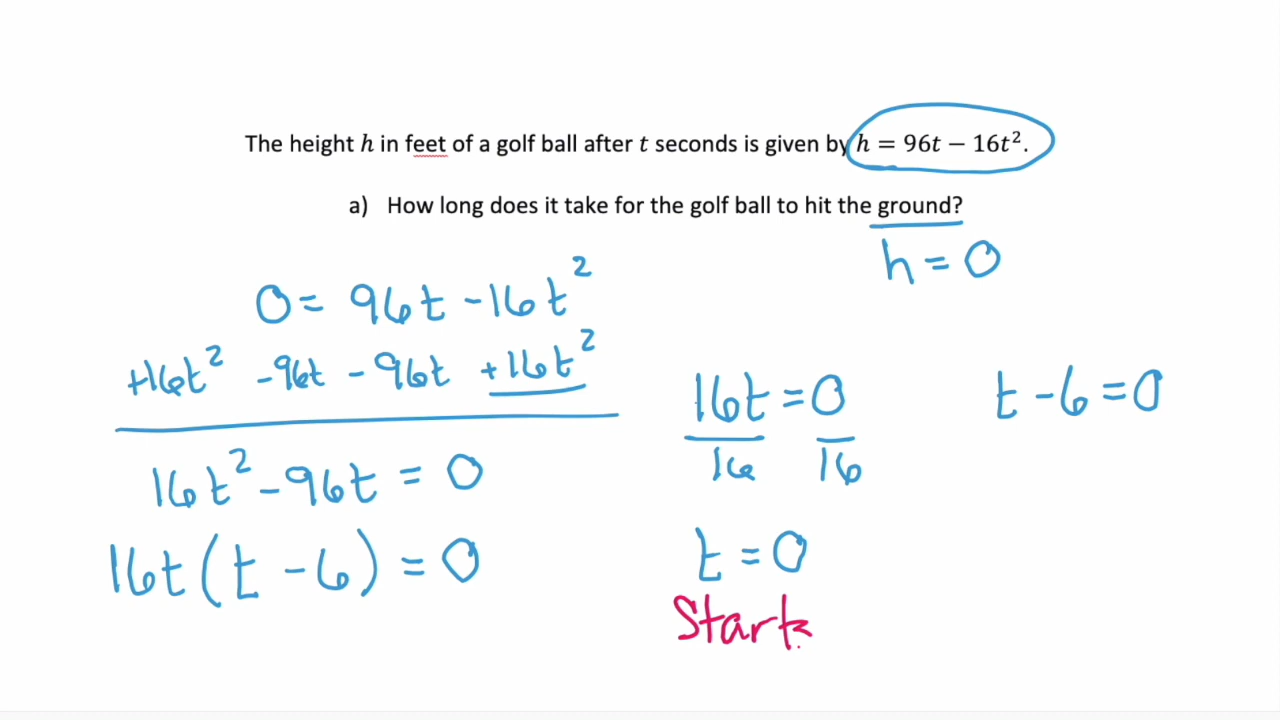 The height h in feet of a golf ball after t seconds is given by h = 96t − 16t².
a) How long does it take for the golf ball to hit the ground?
h = 0
0 = 96t - 16t²
+16t² - 96t - 96t + 16t²
16t² - 96t = 0
16t(t - 6) = 0
16t = 0
16 16
t = 0
Starts
t - 6 = 0